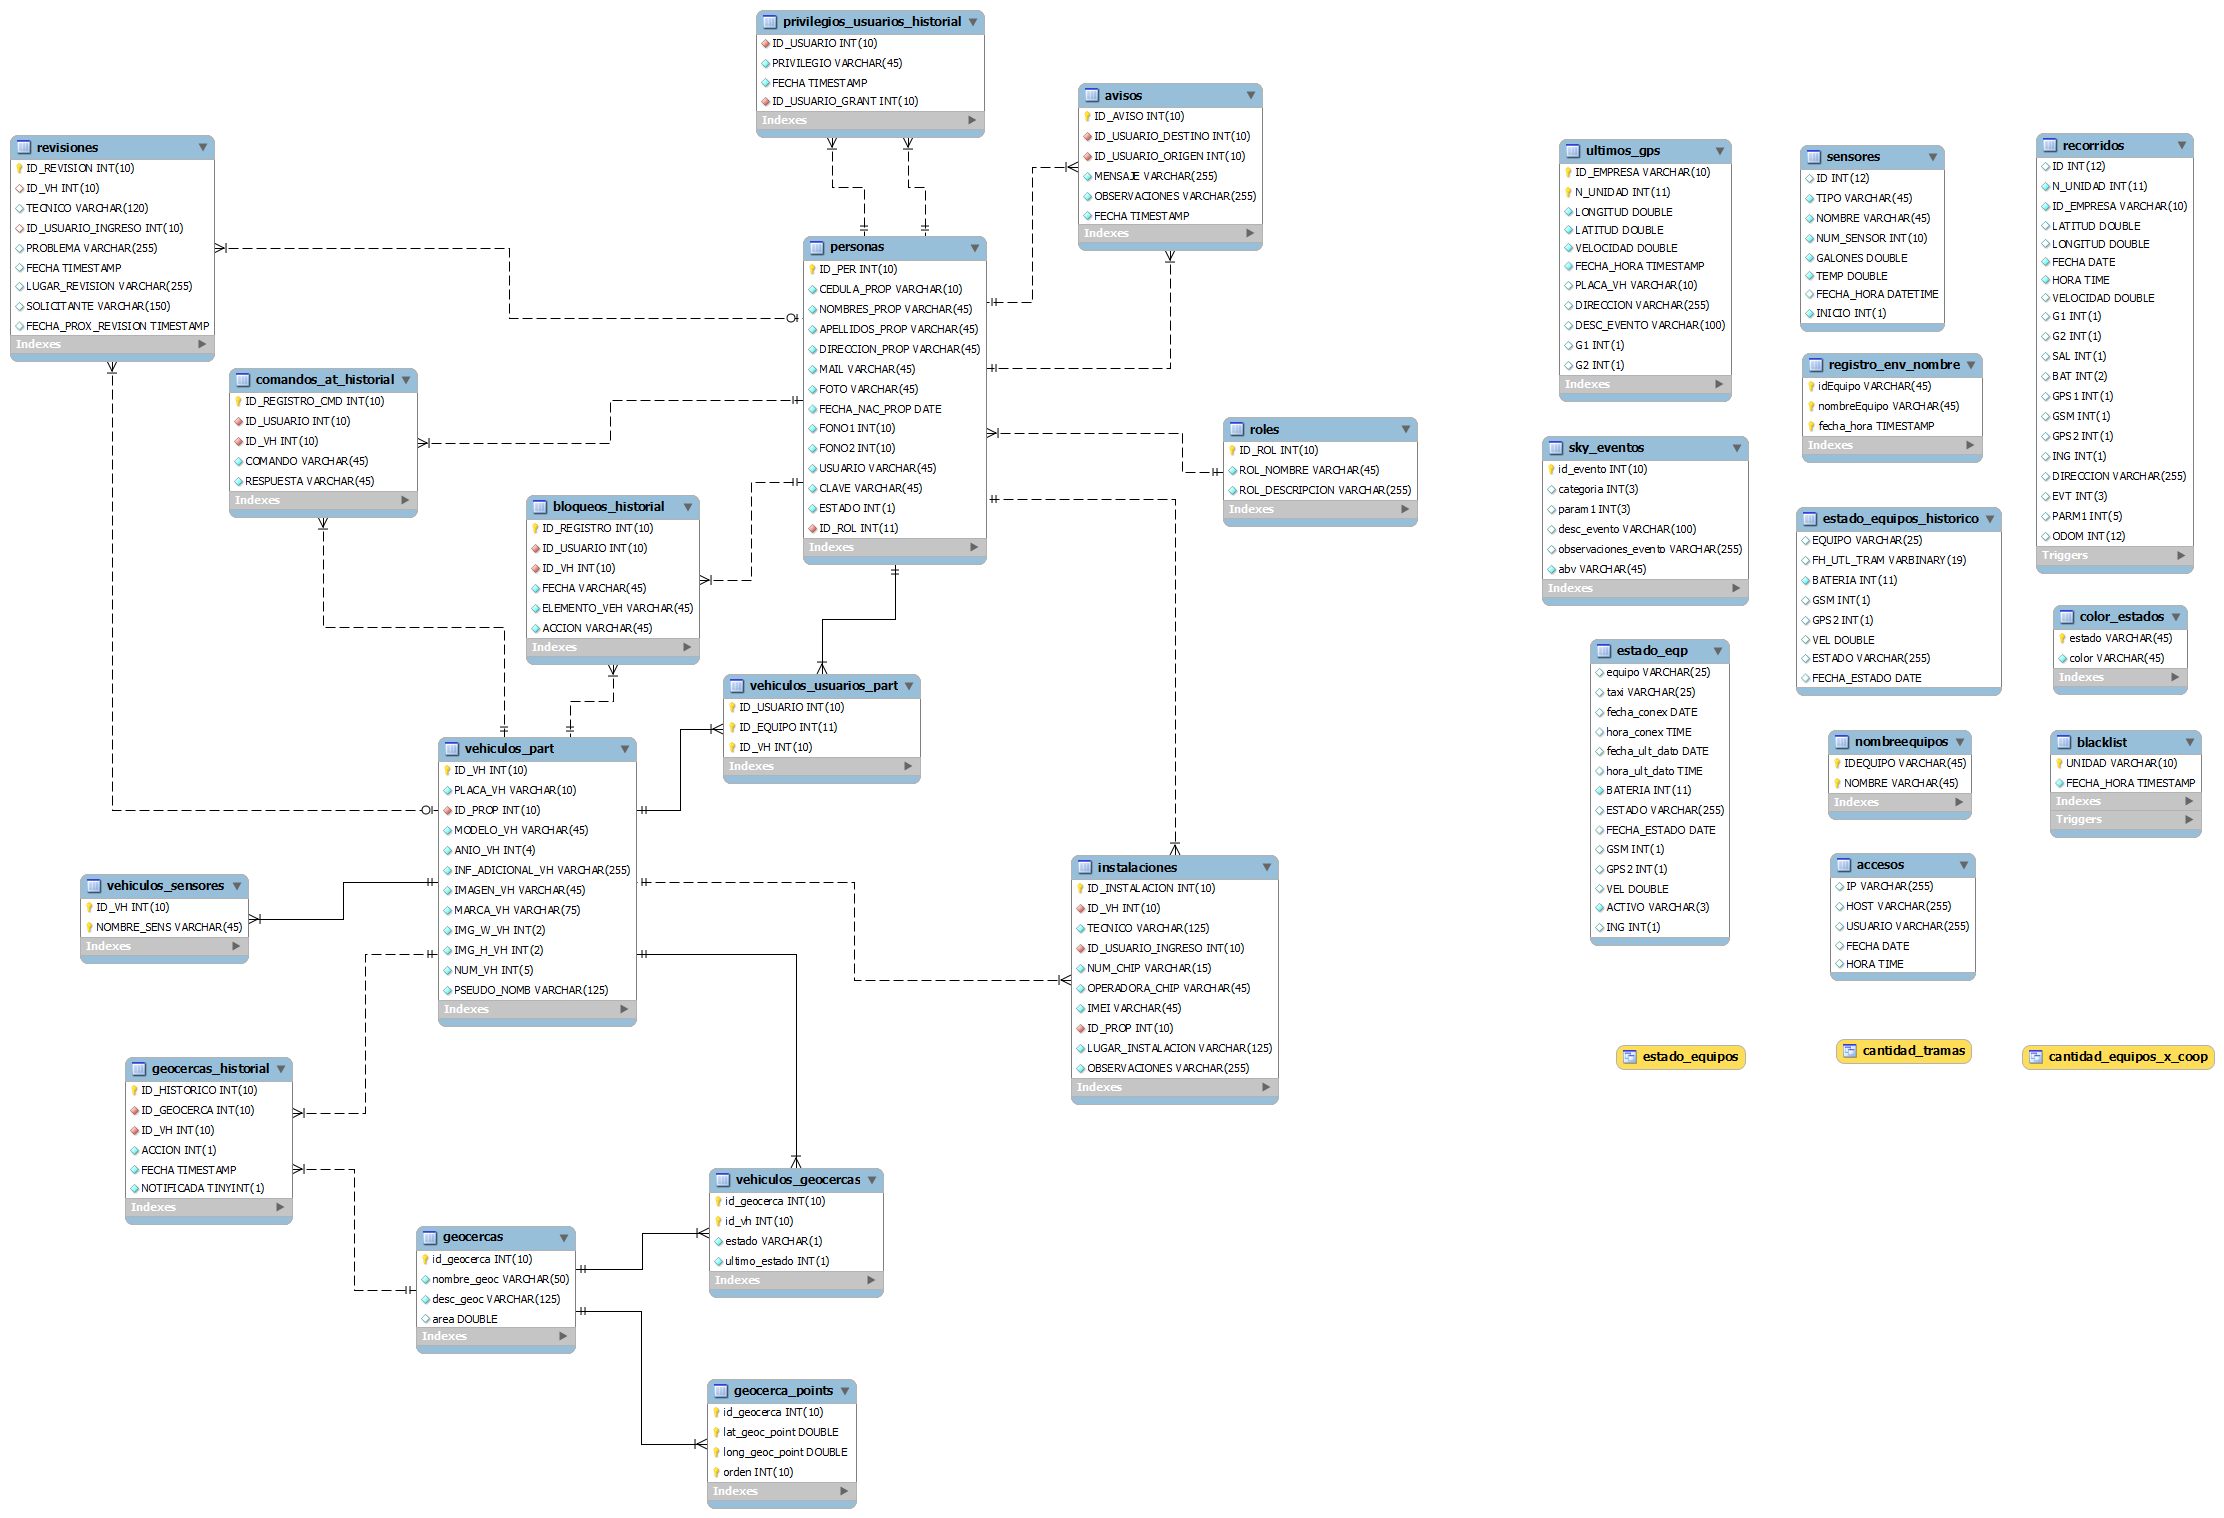 privilegios_usuarios_historial
ID_USUARIO INT(10)
PRIVILEGIO VARCHAR(45)
FECHA TIMESTAMP
ID_USUARIO_GRANT INT(10)
Indexes
avisos
ID_AVISO INT(10)
ID_USUARIO_DESTINO INT(10)
ID_USUARIO_ORIGEN INT(10)
MENSAJE VARCHAR(255)
OBSERVACIONES VARCHAR(255)
FECHA TIMESTAMP
Indexes
revisiones
ID_REVISION INT(10)
ID_VH INT(10)
TECNICO VARCHAR(120)
ID_USUARIO_INGRESO INT(10)
PROBLEMA VARCHAR(255)
FECHA TIMESTAMP
LUGAR_REVISION VARCHAR(255)
SOLICITANTE VARCHAR(150)
FECHA_PROX_REVISION TIMESTAMP
Indexes
personas
ID_PER INT(10)
CEDULA_PROP VARCHAR(10)
NOMBRES_PROP VARCHAR(45)
APELLIDOS_PROP VARCHAR(45)
DIRECCION_PROP VARCHAR(45)
MAIL VARCHAR(45)
FOTO VARCHAR(45)
FECHA_NAC_PROP DATE
FONO1 INT(10)
FONO2 INT(10)
USUARIO VARCHAR(45)
CLAVE VARCHAR(45)
ESTADO INT(1)
ID_ROL INT(11)
Indexes
comandos_at_historial
ID_REGISTRO_CMD INT(10)
ID_USUARIO INT(10)
ID_VH INT(10)
COMANDO VARCHAR(45)
RESPUESTA VARCHAR(45)
Indexes
roles
ID_ROL INT(10)
ROL_NOMBRE VARCHAR(45)
ROL_DESCRIPCION VARCHAR(255)
Indexes
bloqueos_historial
ID_REGISTRO INT(10)
ID_USUARIO INT(10)
ID_VH INT(10)
FECHA VARCHAR(45)
ELEMENTO_VEH VARCHAR(45)
ACCION VARCHAR(45)
Indexes
vehiculos_usuarios_part
ID_USUARIO INT(10)
ID_EQUIPO INT(11)
ID_VH INT(10)
Indexes
vehiculos_part
ID_VH INT(10)
PLACA_VH VARCHAR(10)
ID_PROP INT(10)
MODELO_VH VARCHAR(45)
ANIO_VH INT(4)
INF_ADICIONAL_VH VARCHAR(255)
IMAGEN_VH VARCHAR(45)
MARCA_VH VARCHAR(75)
IMG_W_VH INT(2)
IMG_H_VH INT(2)
NUM_VH INT(5)
PSEUDO_NOMB VARCHAR(125)
Indexes
vehiculos_sensores
ID_VH INT(10)
NOMBRE_SENS VARCHAR(45)
Indexes
instalaciones
ID_INSTALACION INT(10)
ID_VH INT(10)
TECNICO VARCHAR(125)
ID_USUARIO_INGRESO INT(10)
NUM_CHIP VARCHAR(15)
OPERADORA_CHIP VARCHAR(45)
IMEI VARCHAR(45)
ID_PROP INT(10)
LUGAR_INSTALACION VARCHAR(125)
OBSERVACIONES VARCHAR(255)
Indexes
geocercas_historial
ID_HISTORICO INT(10)
ID_GEOCERCA INT(10)
ID_VH INT(10)
ACCION INT(1)
FECHA TIMESTAMP
NOTIFICADA TINYINT(1)
Indexes
vehiculos_geocercas
id_geocerca INT(10)
id_vh INT(10)
estado VARCHAR(1)
ultimo_estado INT(1)
Indexes
geocercas
id_geocerca INT(10)
nombre_geoc VARCHAR(50)
desc_geoc VARCHAR(125)
area DOUBLE
Indexes
geocerca_points
id_geocerca INT(10)
lat_geoc_point DOUBLE
long_geoc_point DOUBLE
orden INT(10)
Indexes
ultimos_gps
ID_EMPRESA VARCHAR(10)
N_UNIDAD INT(11)
LONGITUD DOUBLE
LATITUD DOUBLE
VELOCIDAD DOUBLE
FECHA_HORA TIMESTAMP
PLACA_VH VARCHAR(10)
DIRECCION VARCHAR(255)
DESC_EVENTO VARCHAR(100)
G1 INT(1)
G2 INT(1)
Indexes
sensores
ID INT(12)
TIPO VARCHAR(45)
NOMBRE VARCHAR(45)
NUM_SENSOR INT(10)
GALONES DOUBLE
TEMP DOUBLE
FECHA_HORA DATETIME
INICIO INT(1)
recorridos
ID INT(12)
N_UNIDAD INT(11)
ID_EMPRESA VARCHAR(10)
LATITUD DOUBLE
LONGITUD DOUBLE
FECHA DATE
HORA TIME
VELOCIDAD DOUBLE
G1 INT(1)
G2 INT(1)
SAL INT(1)
BAT INT(2)
GPS1 INT(1)
GSM INT(1)
GPS2 INT(1)
ING INT(1)
DIRECCION VARCHAR(255)
EVT INT(3)
PARM1 INT(5)
ODOM INT(12)
Triggers
registro_env_nombre
idEquipo VARCHAR(45)
nombreEquipo VARCHAR(45)
fecha_hora TIMESTAMP
Indexes
sky_eventos
id_evento INT(10)
categoria INT(3)
param1 INT(3)
desc_evento VARCHAR(100)
observaciones_evento VARCHAR(255)
abv VARCHAR(45)
Indexes
estado_equipos_historico
EQUIPO VARCHAR(25)
FH_UTL_TRAM VARBINARY(19)
BATERIA INT(11)
GSM INT(1)
GPS2 INT(1)
VEL DOUBLE
ESTADO VARCHAR(255)
FECHA_ESTADO DATE
color_estados
estado VARCHAR(45)
color VARCHAR(45)
Indexes
estado_eqp
equipo VARCHAR(25)
taxi VARCHAR(25)
fecha_conex DATE
hora_conex TIME
fecha_ult_dato DATE
hora_ult_dato TIME
BATERIA INT(11)
ESTADO VARCHAR(255)
FECHA_ESTADO DATE
GSM INT(1)
GPS2 INT(1)
VEL DOUBLE
ACTIVO VARCHAR(3)
ING INT(1)
nombreequipos
IDEQUIPO VARCHAR(45)
NOMBRE VARCHAR(45)
Indexes
blacklist
UNIDAD VARCHAR(10)
FECHA_HORA TIMESTAMP
Indexes
Triggers
accesos
IP VARCHAR(255)
HOST VARCHAR(255)
USUARIO VARCHAR(255)
FECHA DATE
HORA TIME
estado_equipos
cantidad_tramas
cantidad_equipos_x_coop